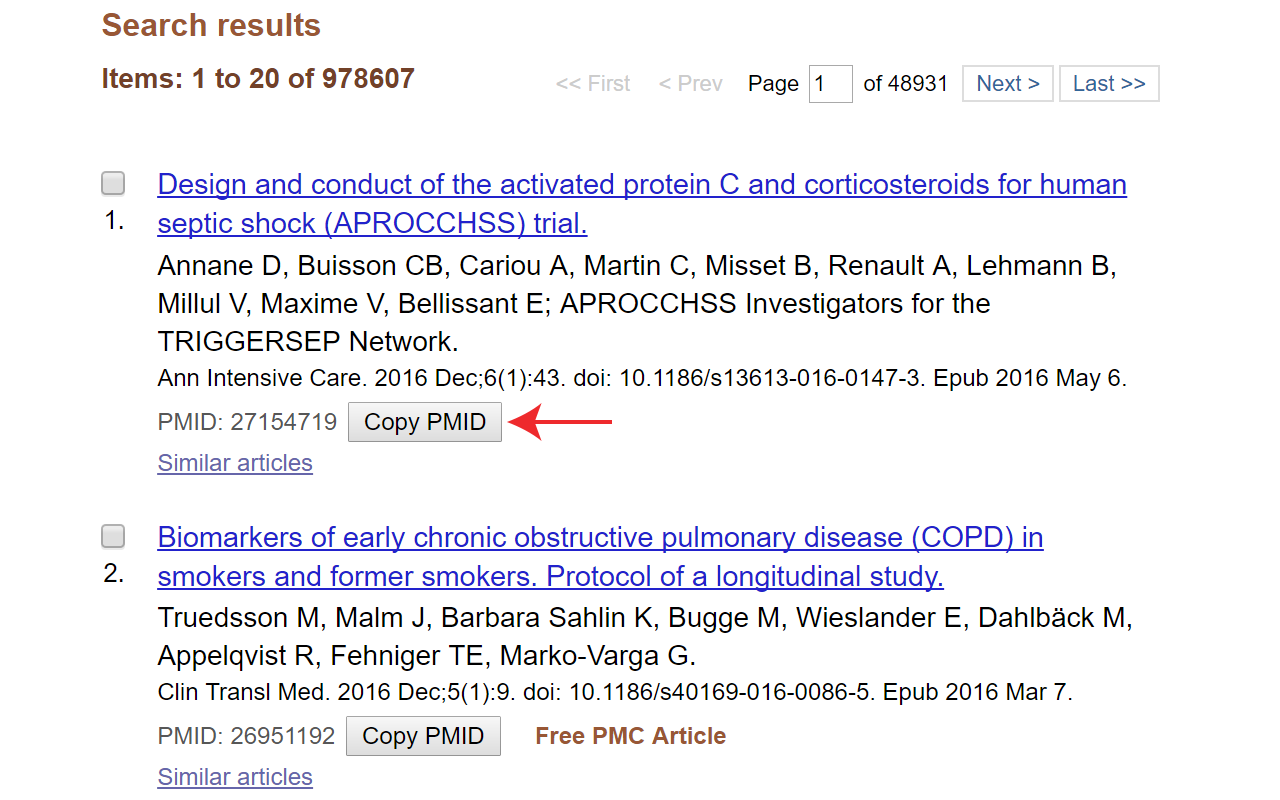 Search results
Items: 1 to 20 of 978607
<< First < Prev Page 1 of 48931 Next > Last >>
Design and conduct of the activated protein C and corticosteroids for human
1. septic shock (APROCCHSS) trial.
Annane D, Buisson CB, Cariou A, Martin C, Misset B, Renault A, Lehmann B,
Millul V, Maxime V, Bellissant E; APROCCHSS Investigators for the
TRIGGERSEP Network.
Ann Intensive Care. 2016 Dec;6(1):43. doi: 10.1186/s13613-016-0147-3. Epub 2016 May 6.
PMID: 27154719 Copy PMID
Similar articles
Biomarkers of early chronic obstructive pulmonary disease (COPD) in
2. smokers and former smokers. Protocol of a longitudinal study.
Truedsson M, Malm J, Barbara Sahlin K, Bugge M, Wieslander E, Dahlbäck M,
Appelqvist R, Fehniger TE, Marko-Varga G.
Clin Transl Med. 2016 Dec;5(1):9. doi: 10.1186/s40169-016-0086-5. Epub 2016 Mar 7.
PMID: 26951192 Copy PMID Free PMC Article
Similar articles